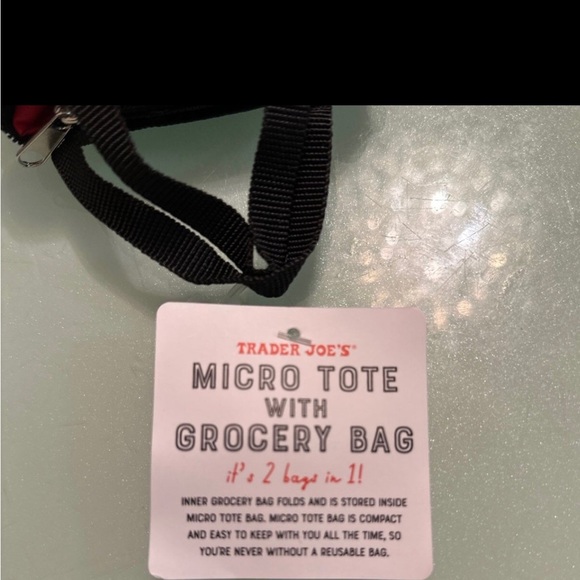 TRADER JOE'S®
MICRO TOTE
WITH
GROCERY BAG
it's 2 bags in 1!
INNER GROCERY BAG FOLDS AND IS STORED INSIDE
MICRO TOTE BAG. MICRO TOTE BAG IS COMPACT
AND EASY TO KEEP WITH YOU ALL THE TIME, SO
YOU'RE NEVER WITHOUT A REUSABLE BAG.